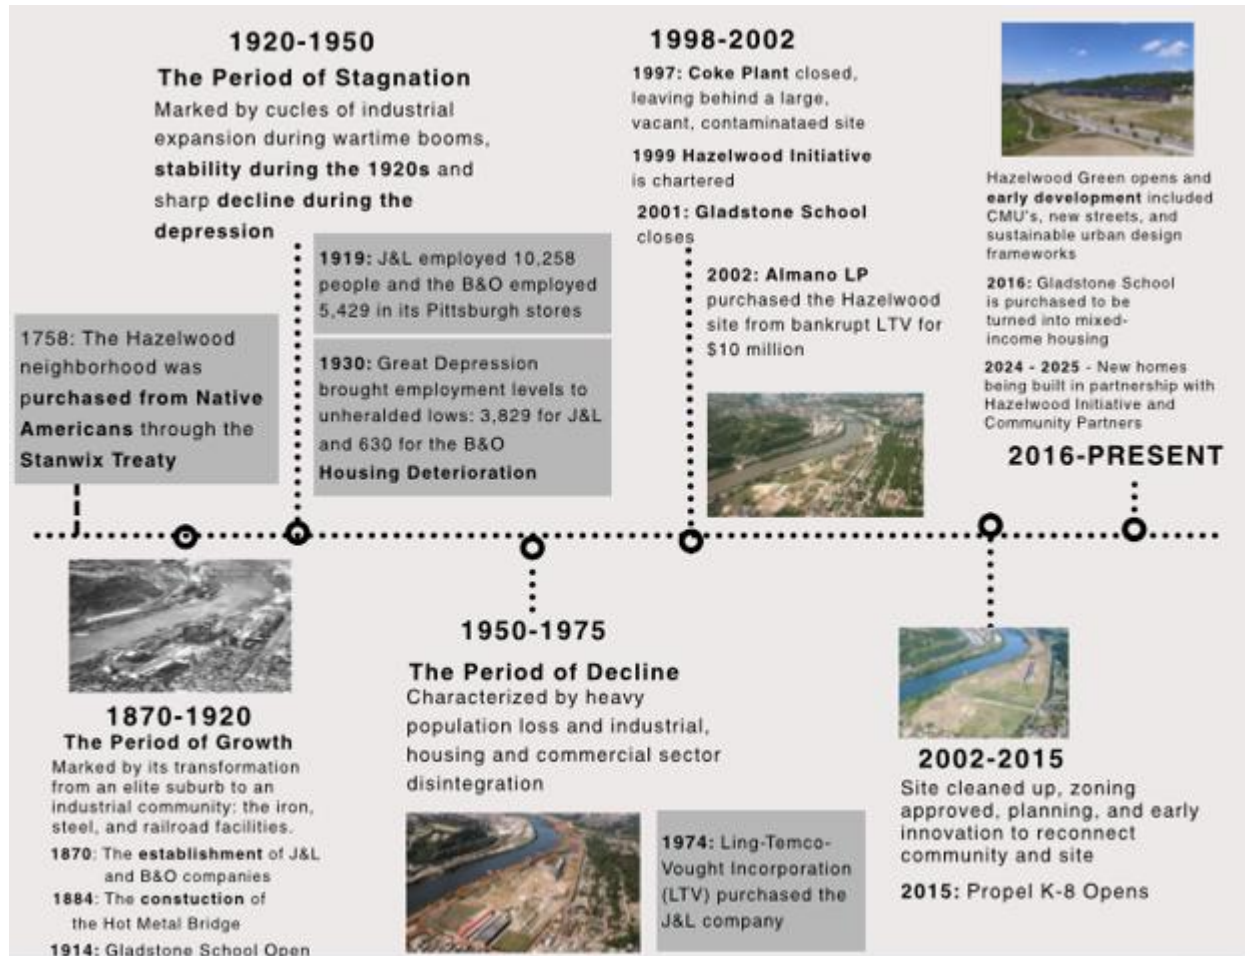 1920-1950
The Period of Stagnation
Marked by cucles of industrial
expansion during wartime booms,
stability during the 1920s and
sharp decline during the
depression
1919: J&L employed 10,258
people and the B&O employed
5,429 in its Pittsburgh stores
1930: Great Depression
brought employment levels to
unheralded lows: 3,829 for J&L
and 630 for the B&O
Housing Deterioration
1758: The Hazelwood
neighborhood was
purchased from Native
Americans through the
Stanwix Treaty
1998-2002
1997: Coke Plant closed,
leaving behind a large,
vacant, contaminataed site
1999 Hazelwood Initiative
is chartered
2001: Gladstone School
closes
2002: Almano LP
purchased the Hazelwood
site from bankrupt LTV for
$10 million
Hazelwood Green opens and
early development included
CMU's, new streets, and
sustainable urban design
frameworks
2016: Gladstone School
is purchased to be
turned into mixed-
income housing
2024 - 2025 - New homes
being built in partnership with
Hazelwood Initiative and
Community Partners
2016-PRESENT
1870-1920
The Period of Growth
Marked by its transformation
from an elite suburb to an
industrial community: the iron,
steel, and railroad facilities.
1870: The establishment of J&L
and B&O companies
1884: The constuction of
the Hot Metal Bridge
1914: Gladstone School Open
1950-1975
The Period of Decline
Characterized by heavy
population loss and industrial,
housing and commercial sector
disintegration
1974: Ling-Temco-
Vought Incorporation
(LTV) purchased the
J&L company
2002-2015
Site cleaned up, zoning
approved, planning, and early
innovation to reconnect
community and site
2015: Propel K-8 Opens